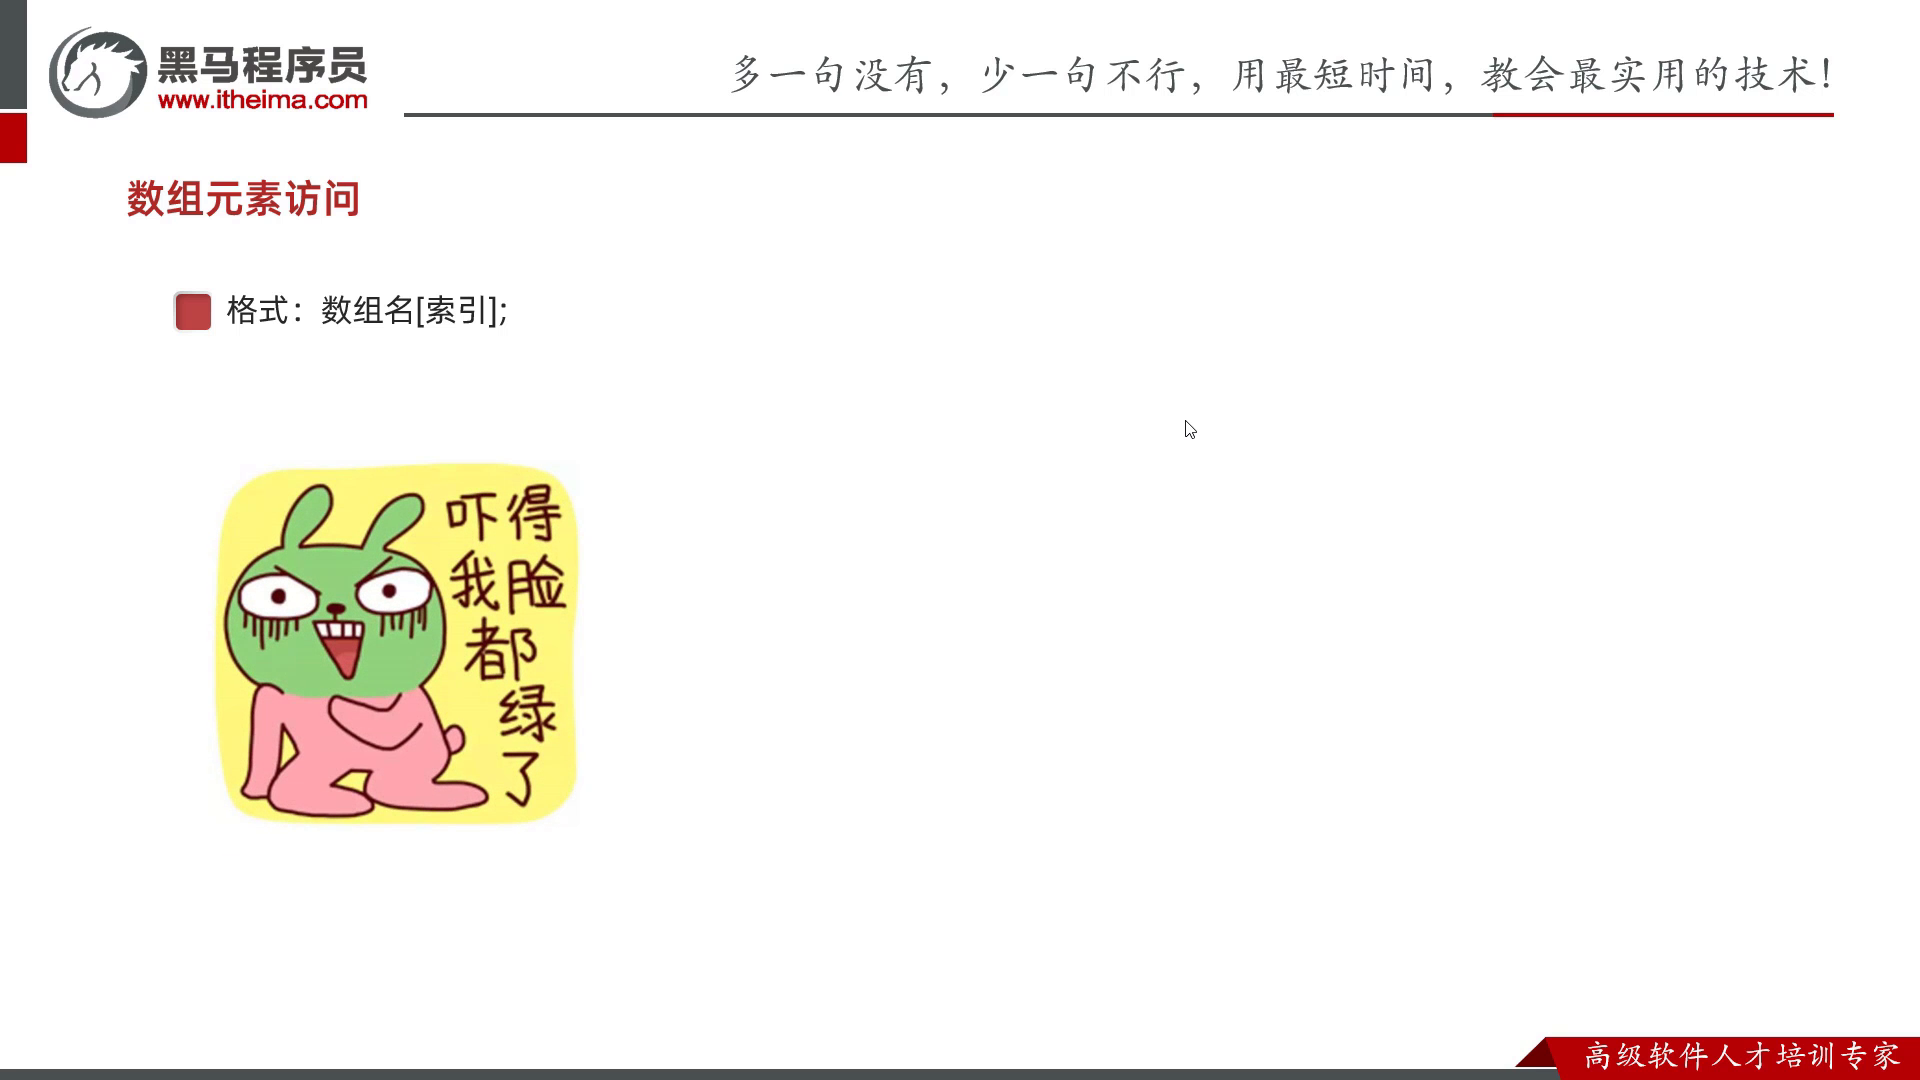 黑马程序员
www.itheima.com
多一句没有，少一句不行，用最短时间，教会最实用的技术！
数组元素访问
格式：数组名[索引];
吓得
我脸
都
绿
了
高级软件人才培训专家